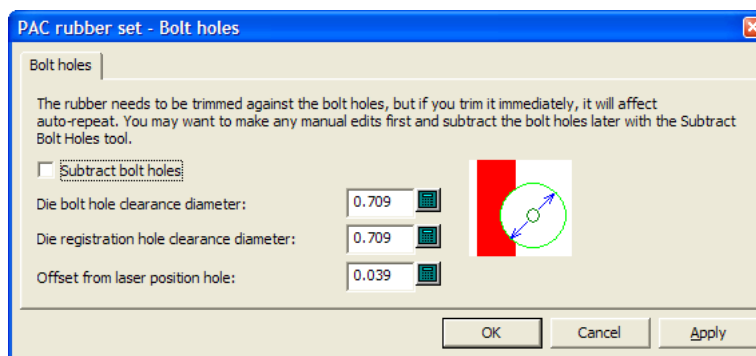 PAC rubber set - Bolt holes
Bolt holes
The rubber needs to be trimmed against the bolt holes, but if you trim it immediately, it will affect
auto-repeat. You may want to make any manual edits first and subtract the bolt holes later with the Subtract
Bolt Holes tool.
Subtract bolt holes
Die bolt hole clearance diameter: 0.709
Die registration hole clearance diameter: 0.709
Offset from laser position hole: 0.039
OK Cancel Apply